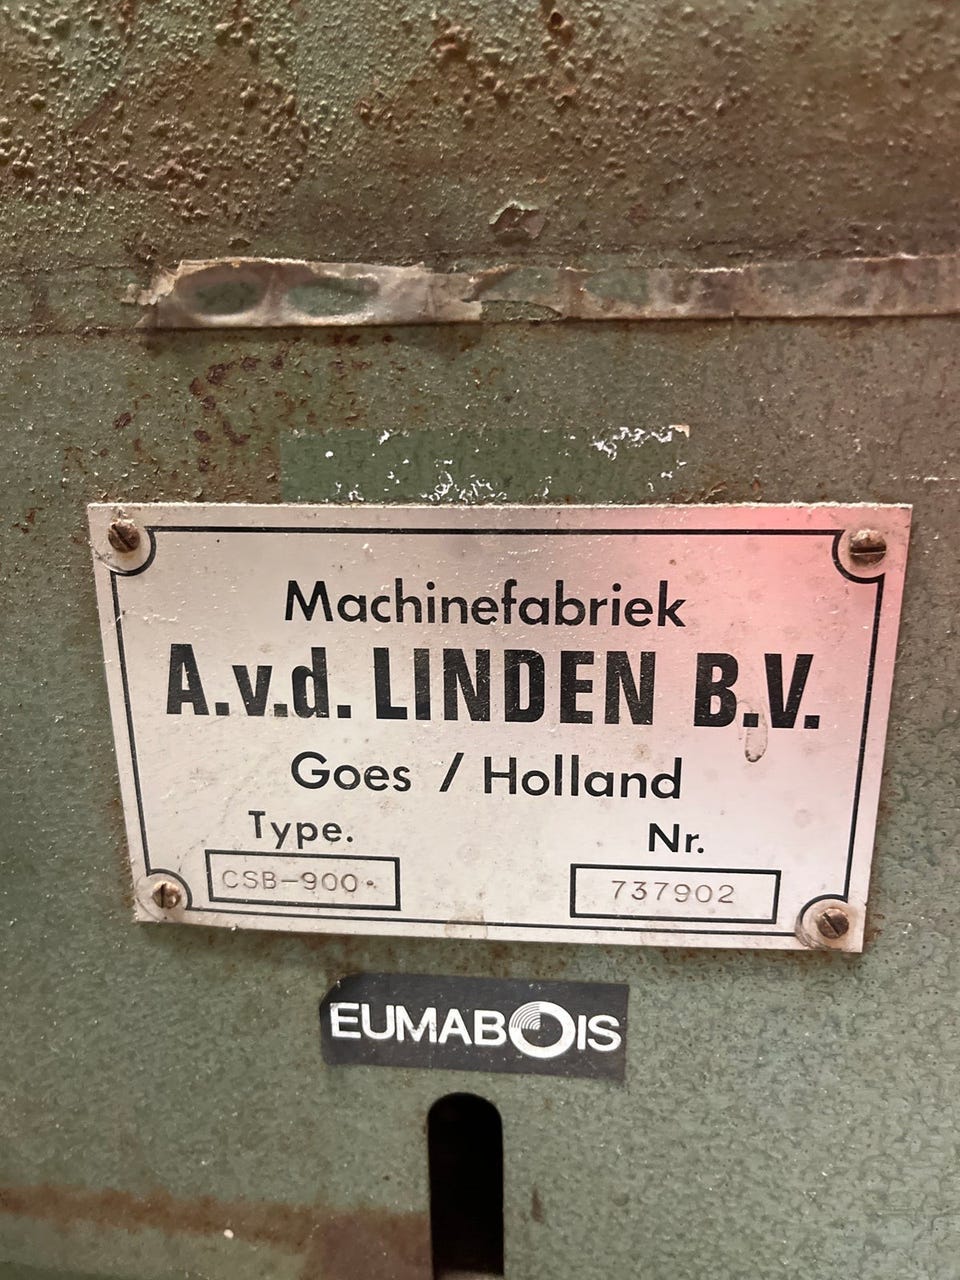 Machinefabriek
A.v.d. LINDEN B.V.
Goes / Holland
Type. Nr.
CSB-900. 737902
EUMABOIS